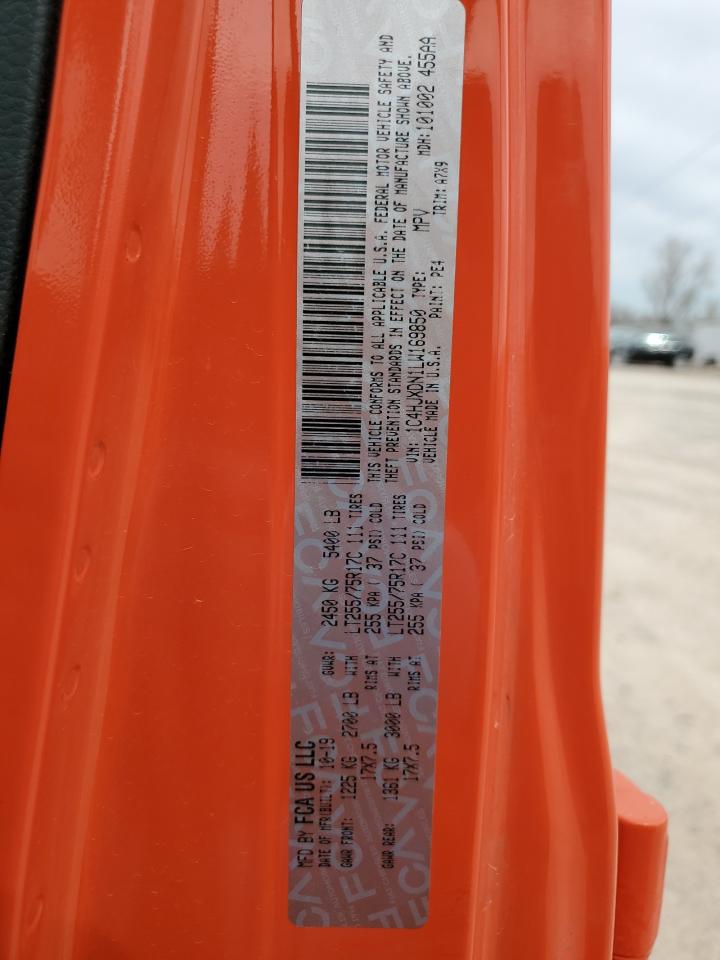 MFD BY FCA US LLC
DATE OF MFR(BUILT): 10-19 GVWR: 2450 KG 5400 LB
GAWR FRONT: 1225 KG 2700 LB WITH LT255/75R17C 111 TIRES
17X7.5 RIMS AT 255 KPA ( 37 PSI) COLD
GAWR REAR: 1361 KG 3000 LB WITH LT255/75R17C 111 TIRES
17X7.5 RIMS AT 255 KPA ( 37 PSI) COLD
THIS VEHICLE CONFORMS TO ALL APPLICABLE U.S.A. FEDERAL MOTOR VEHICLE SAFETY AND
THEFT PREVENTION STANDARDS IN EFFECT ON THE DATE OF MANUFACTURE SHOWN ABOVE.
VIN: 1C4HJXDN1LW169850 TYPE: MPV MDH: 101002 455AA
VEHICLE MADE IN U.S.A. PAINT: PE4 TRIM: A7X9